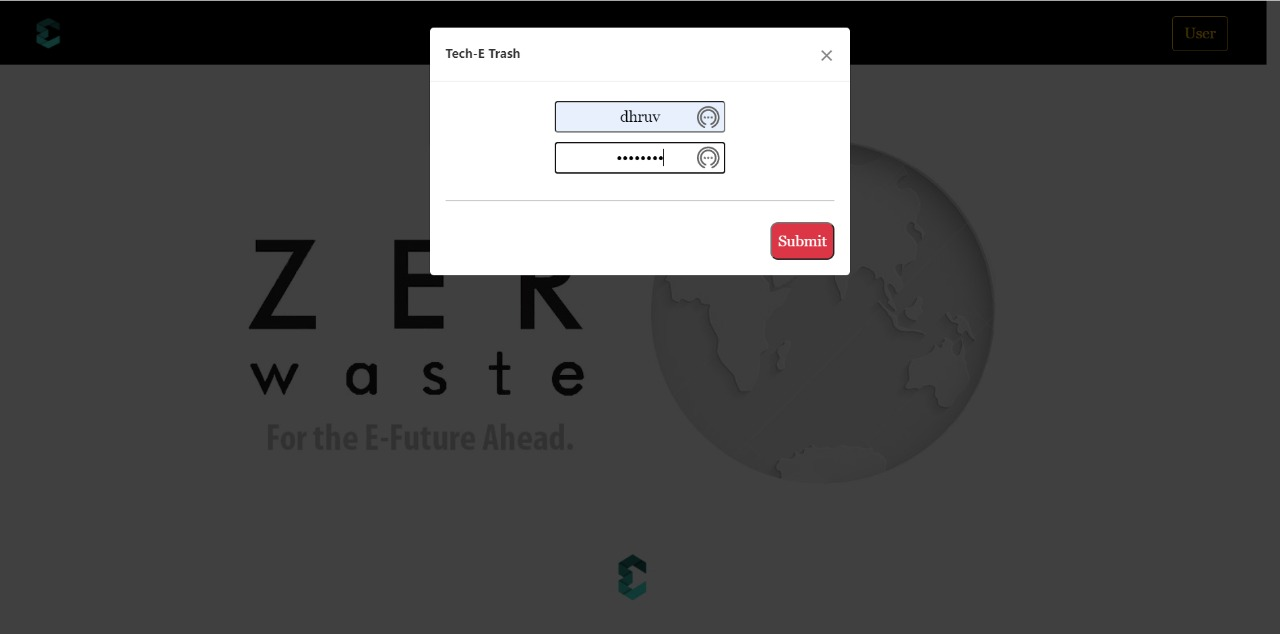 User
Tech-E Trash
×
dhruv
••••••••
Submit
ZER
waste
For the E-Future Ahead.